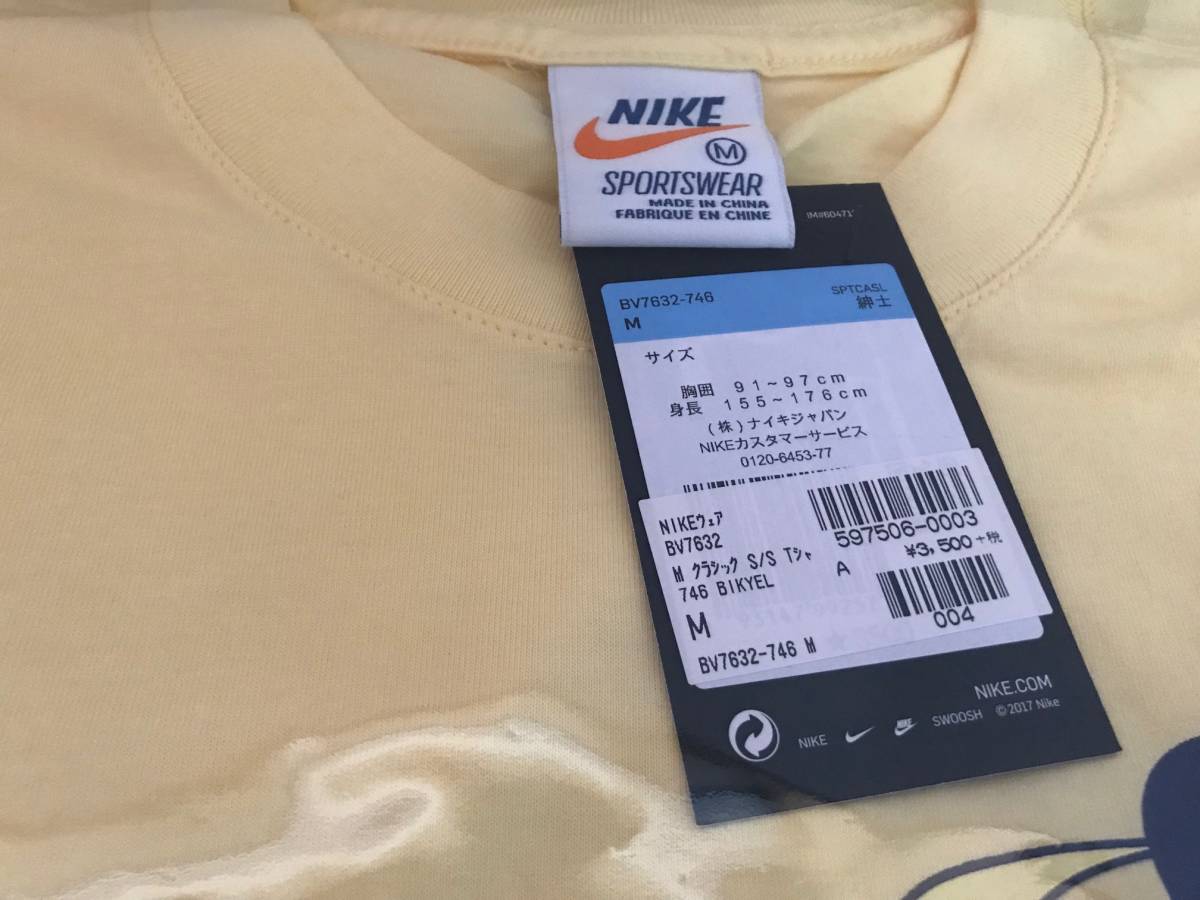 NIKE
M
SPORTSWEAR
MADE IN CHINA
FABRIQUE EN CHINE
IM#60471
BV7632-746
SPTCASL
M
紳士
サイズ
胸囲 91~97cm
身長 155~176cm
(株)ナイキジャパン
NIKEカスタマーサービス
0120-6453-77
NIKEウェア
BV7632
M クラシック S/S Tシャ
746 BIKYEL
M
BV7632-746 M
597506-0003
¥3,500+税
A
004
NIKE.COM
NIKE
NIKE
SWOOSH ©2017 Nike